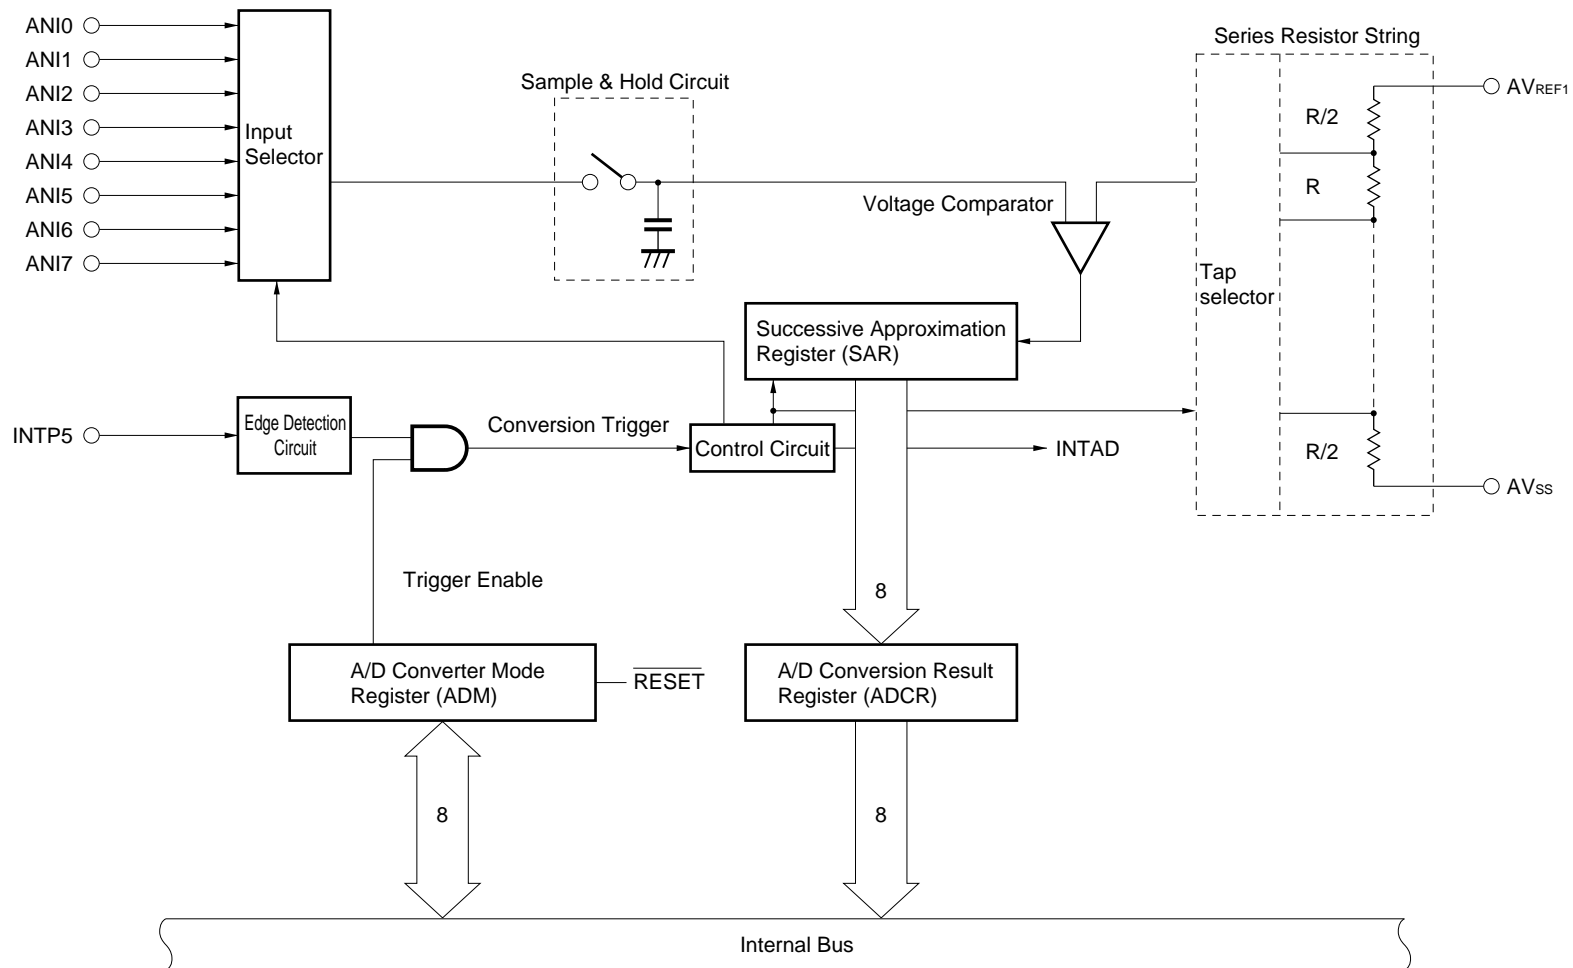 ANI0
ANI1
ANI2
ANI3
ANI4
ANI5
ANI6
ANI7
Input
Selector
Sample & Hold Circuit
Series Resistor String
AVREF1
R/2
R
Voltage Comparator
Tap
selector
Successive Approximation
Register (SAR)
INTP5
Edge Detection
Circuit
Conversion Trigger
Control Circuit
INTAD
R/2
AVSS
Trigger Enable
8
A/D Converter Mode
Register (ADM)
RESET
A/D Conversion Result
Register (ADCR)
8
8
Internal Bus